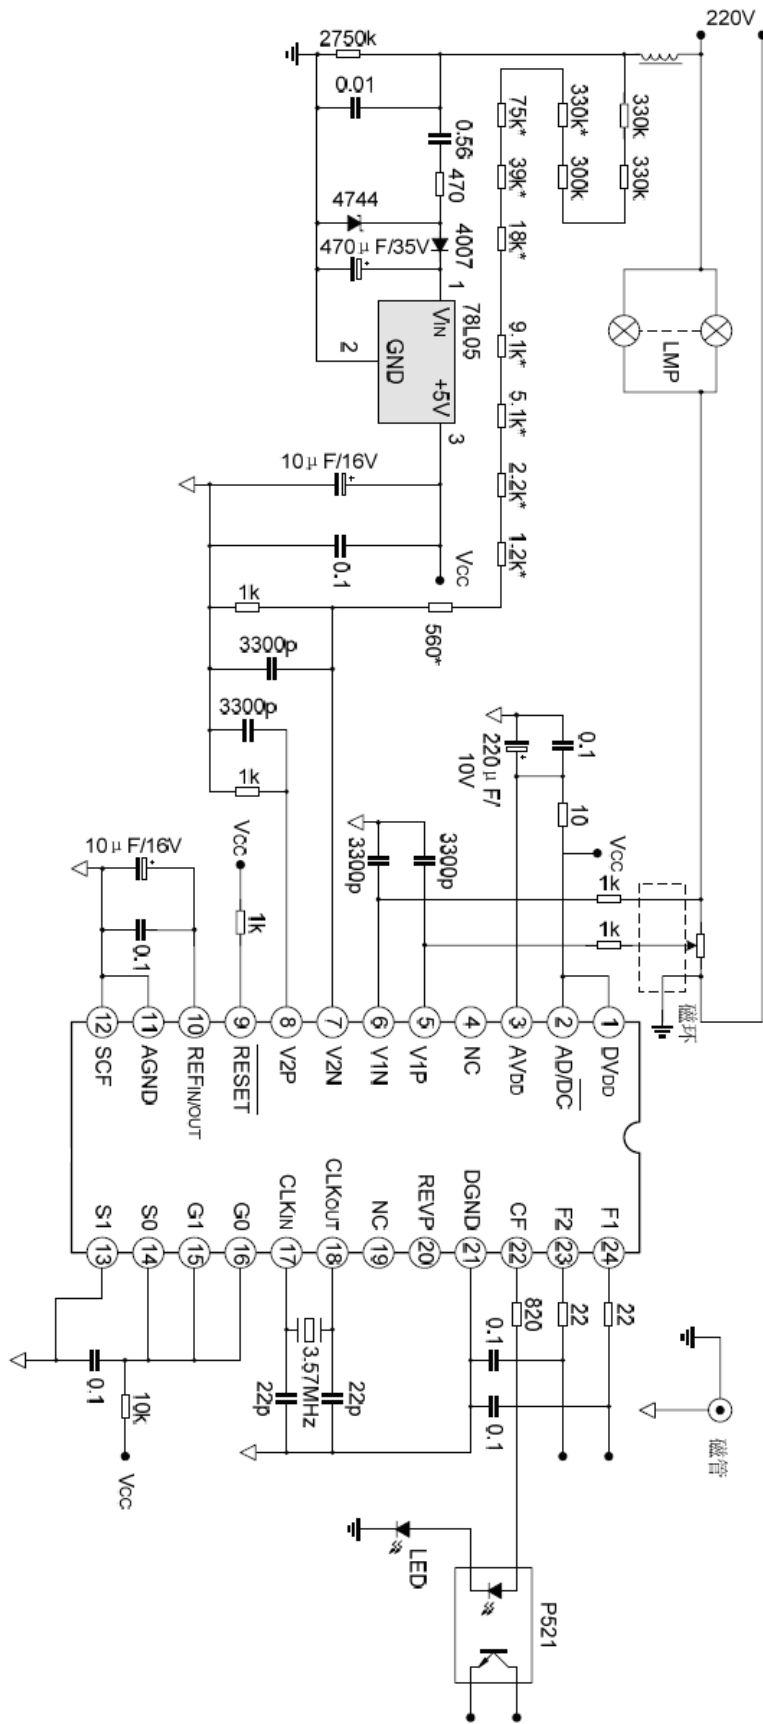 220V
2750k
0.01
0.56
470
4744
4007
470μF/35V
1
78L05
VIN
GND
+5V
2
3
75k*
39k*
18k*
9.1k*
5.1k*
2.2k*
1.2k*
330k*
300k
330k
330k
LMP
10μF/16V
0.1
Vcc
1k
560*
3300p
3300p
1k
220μF/
10V
0.1
10
Vcc
3300p
3300p
1k
1k
磁环
10μF/16V
0.1
Vcc
1k
12
11
10
9
8
7
6
5
4
3
2
1
SCF
AGND
REFIN/OUT
RESET
V2P
V2N
V1N
V1P
NC
AVDD
AD/DC
DVDD
S1
S0
G1
G0
CLKIN
CLKOUT
NC
REVP
DGND
CF
F2
F1
13
14
15
16
17
18
19
20
21
22
23
24
0.1
10k
Vcc
22p
3.57MHz
22p
0.1
0.1
820
22
22
磁管
LED
P521